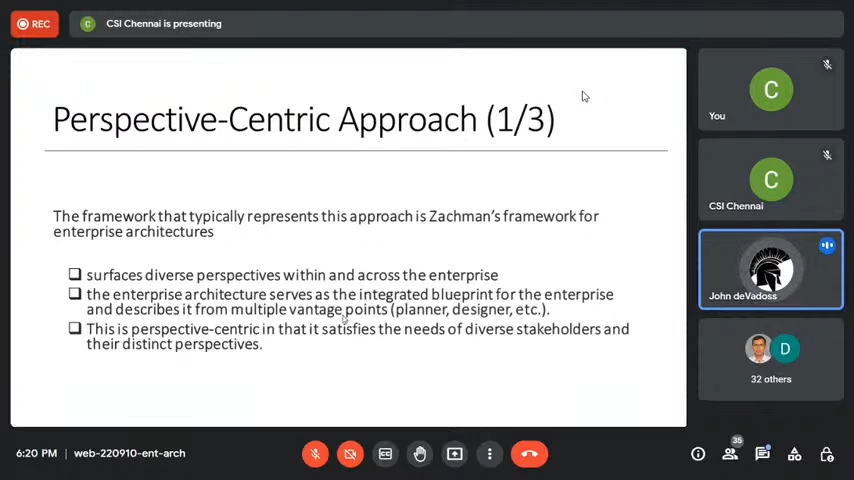 REC
C
CSI Chennai is presenting
Perspective-Centric Approach (1/3)
The framework that typically represents this approach is Zachman's framework for
enterprise architectures
surfaces diverse perspectives within and across the enterprise
the enterprise architecture serves as the integrated blueprint for the enterprise
and describes it from multiple vantage points (planner, designer, etc.).
This is perspective-centric in that it satisfies the needs of diverse stakeholders and
their distinct perspectives.
C
You
C
CSI Chennai
John deVadoss
D
32 others
6:20 PM | web-220910-ent-arch
CC
35